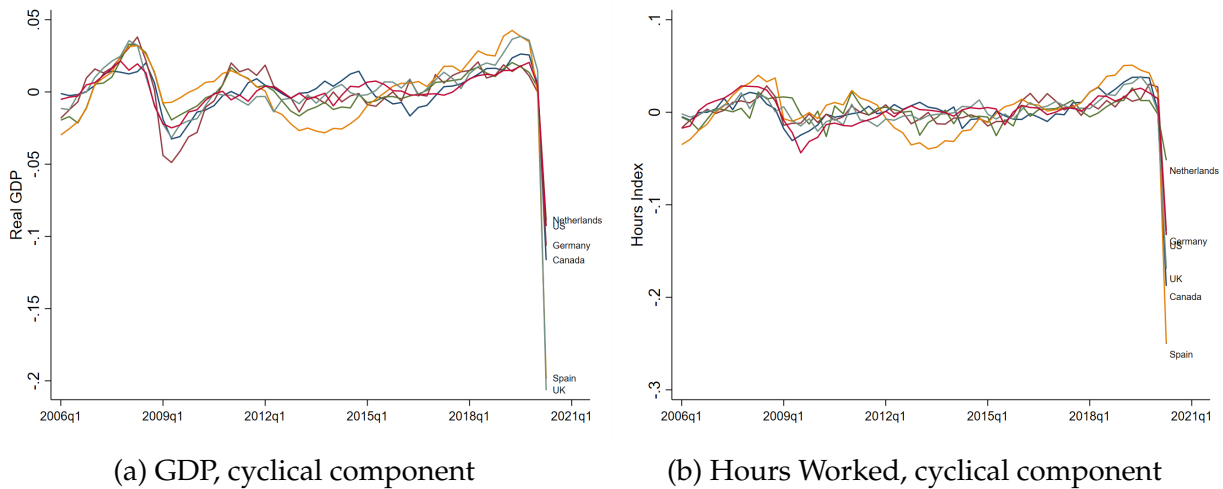 .05
0
-.05
-.1
-.15
-.2
Real GDP
Netherlands
US
Germany
Canada
Spain
UK
2006q1 2009q1 2012q1 2015q1 2018q1 2021q1
(a) GDP, cyclical component
.1
0
-.1
-.2
-.3
Hours Index
Netherlands
Germany
US
UK
Canada
Spain
2006q1 2009q1 2012q1 2015q1 2018q1 2021q1
(b) Hours Worked, cyclical component